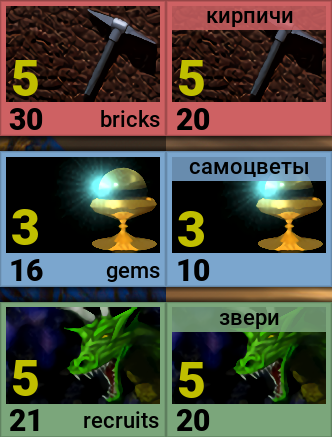 кирпичи
5 5
30 bricks 20
самоцветы
3 3
16 gems 10
звери
5 5
21 recruits 20